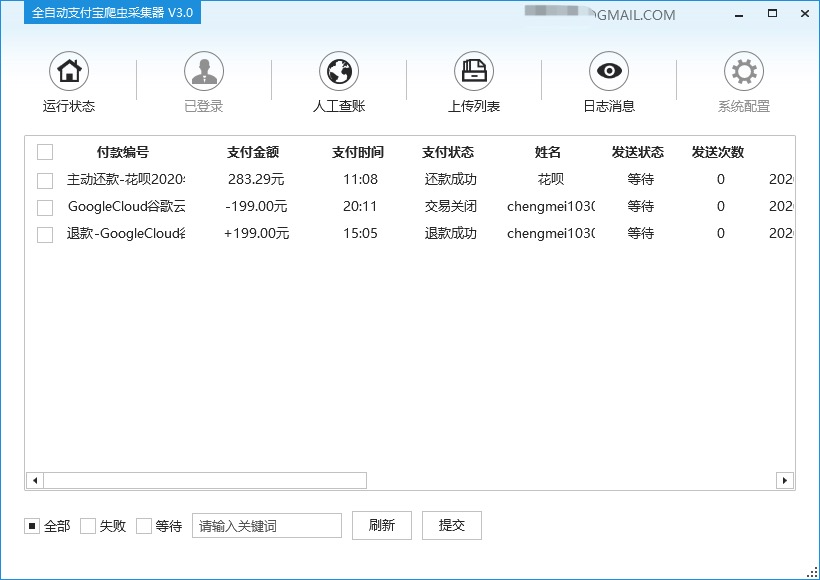 全自动支付宝爬虫采集器 V3.0
GMAIL.COM
运行状态 已登录 人工查账 上传列表 日志消息 系统配置
付款编号 支付金额 支付时间 支付状态 姓名 发送状态 发送次数
主动还款-花呗2020 283.29元 11:08 还款成功 花呗 等待 0 202
GoogleCloud谷歌云 -199.00元 20:11 交易关闭 chengmei103 等待 0 202
退款-GoogleCloud +199.00元 15:05 退款成功 chengmei103 等待 0 202
全部 失败 等待 请输入关键词 刷新 提交